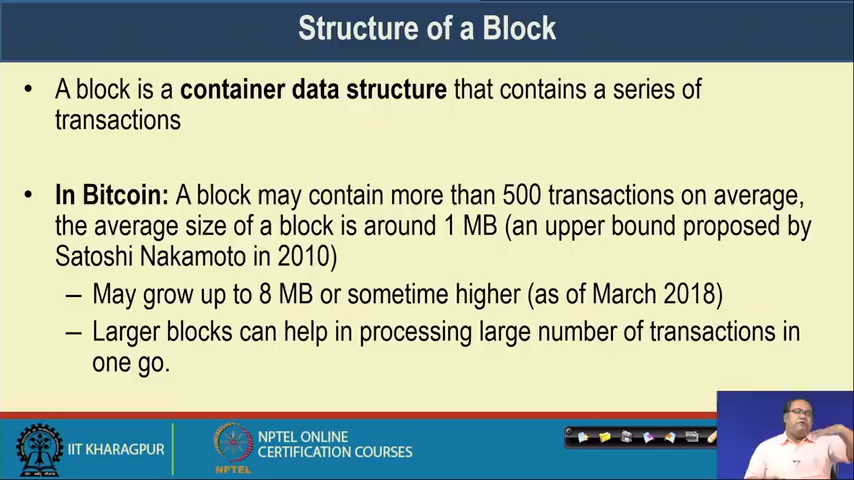 Structure of a Block
• A block is a container data structure that contains a series of
transactions
• In Bitcoin: A block may contain more than 500 transactions on average,
the average size of a block is around 1 MB (an upper bound proposed by
Satoshi Nakamoto in 2010)
– May grow up to 8 MB or sometime higher (as of March 2018)
– Larger blocks can help in processing large number of transactions in
one go.
IIT KHARAGPUR
NPTEL
NPTEL ONLINE
CERTIFICATION COURSES